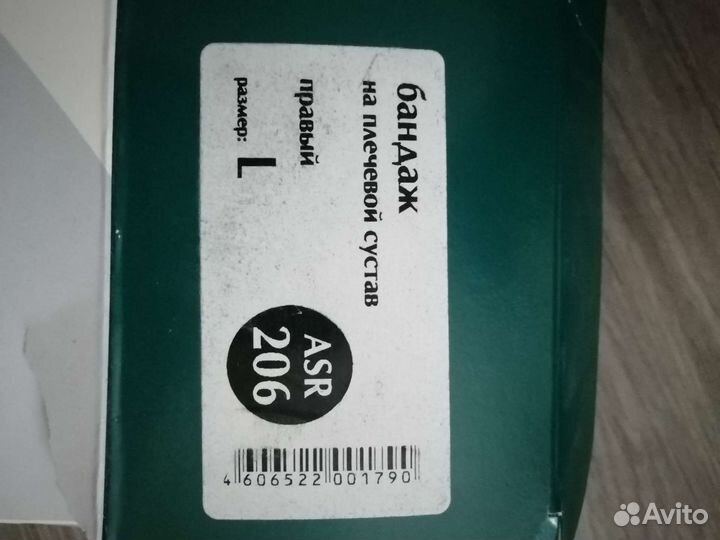 бандаж
на плечевой сустав
правый
размер: L
ASR
206
4 606522 001790
Avito